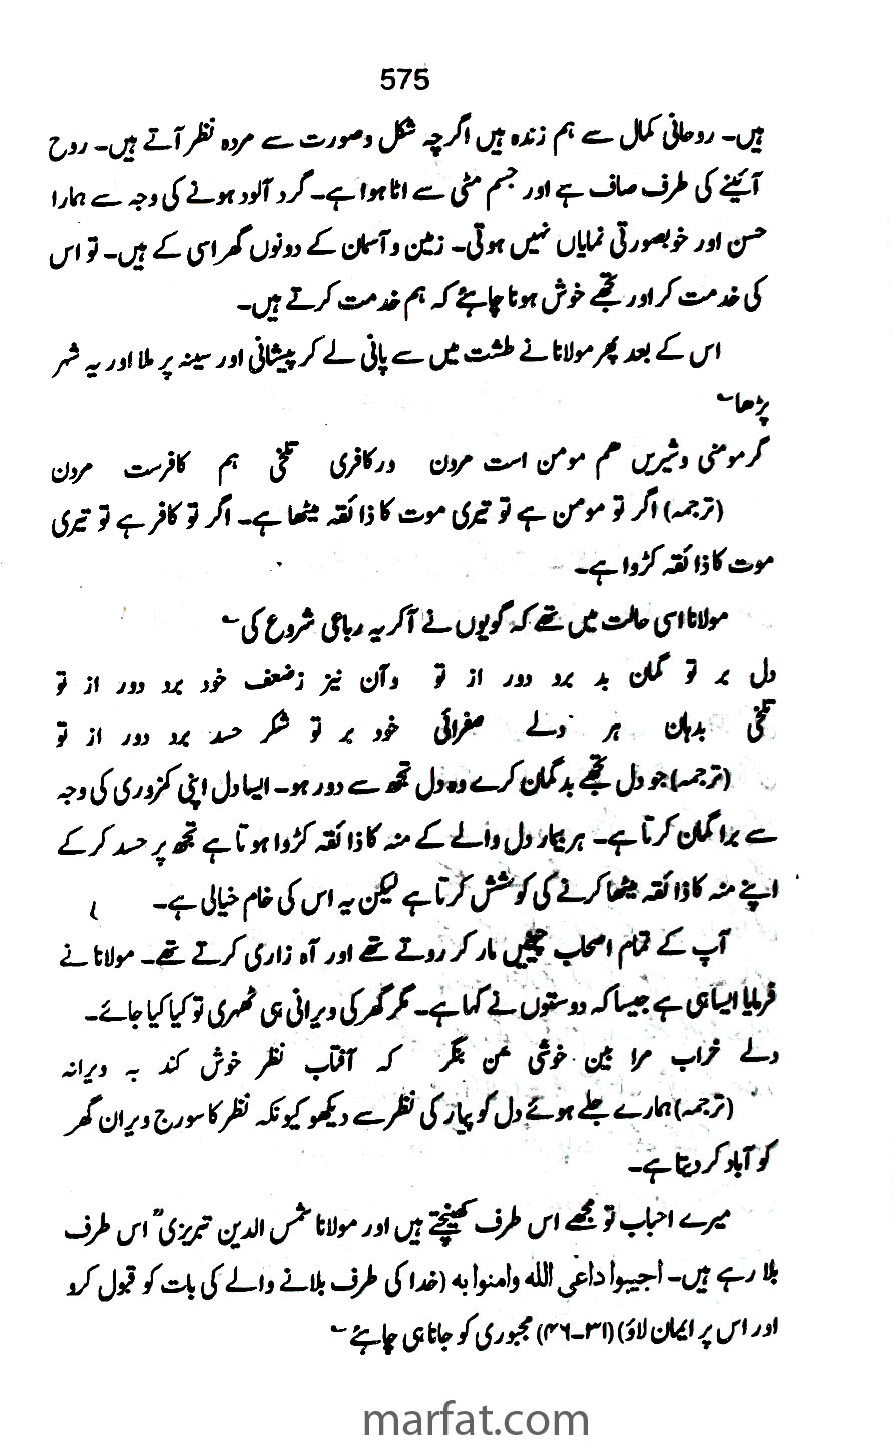 575
ہیں۔ روحانی کمال سے ہم زندہ ہیں اگرچہ شکل وصورت سے مردہ نظر آتے ہیں۔ روح
آئینے کی طرف صاف ہے اور جسم مٹی سے اٹا ہوا ہے۔ گرد آلود ہونے کی وجہ سے ہمارا
حسن اور خوبصورتی نمایاں نہیں ہوتی۔ زمین و آسمان کے دونوں گھر اسی کے ہیں۔ تو اس
کی خدمت کر اور تجھے خوش ہونا چاہئے کہ ہم خدمت کرتے ہیں۔
اس کے بعد پھر مولانا نے طشت میں سے پانی لے کر پیشانی اور سینہ پر ملا اور یہ شہر
پڑھا؂
گر مومنی وشیریں ھم مومن است مردن درکافری تلخی ہم کافرست مردن
(ترجمہ) اگر تو مومن ہے تو تیری موت کا ذائقہ میٹھا ہے۔ اگر تو کافر ہے تو تیری
موت کا ذائقہ کڑوا ہے۔
مولانا اسی حالت میں تھے کہ گویوں نے آکر یہ رباعی شروع کی؂
دل بر تو گمان بد برد دور از تو وآن نیز زضعف خود برد دور از تو
تلخی بدہان ہر دلے صفرائی خود بر تو شکر حسد برد دور از تو
(ترجمہ) جو دل تجھے بدگمان کرے وہ دل تجھ سے دور ہو۔ ایسا دل اپنی کمزوری کی وجہ
سے برا گمان کرتا ہے۔ ہر بیمار دل والے کے منہ کا ذائقہ کڑوا ہوتا ہے تجھ پر حسد کر کے
اپنے منہ کا ذائقہ میٹھا کرنے کی کوشش کرتا ہے لیکن یہ اس کی خام خیالی ہے۔
آپ کے تمام اصحاب چیخیں مار کر روتے تھے اور آہ زاری کرتے تھے۔ مولانا نے
فرمایا ایسا ہی ہے جیسا کہ دوستوں نے کہا ہے۔ مگر گھر کی ویرانی ہی ٹھہری تو کیا کیا جائے۔
دلے خراب مرا بین خوشی بمن بنگر کہ آفتاب نظر خوش کند بہ ویرانہ
(ترجمہ) ہمارے جلے ہوئے دل کو پیار کی نظر سے دیکھو کیونکہ نظر کا سورج ویران گھر
کو آباد کر دیتا ہے۔
میرے احباب تو مجھے اس طرف کھینچتے ہیں اور مولانا شمس الدین تبریزیؒ اس طرف
بلا رہے ہیں۔ اجیبوا داعی اللہ وامنوا بہ (خدا کی طرف بلانے والے کی بات کو قبول کرو
اور اس پر ایمان لاؤ) (۳۱-۴۶) مجبوری کو جانا ہی چاہئے؂
marfat.com